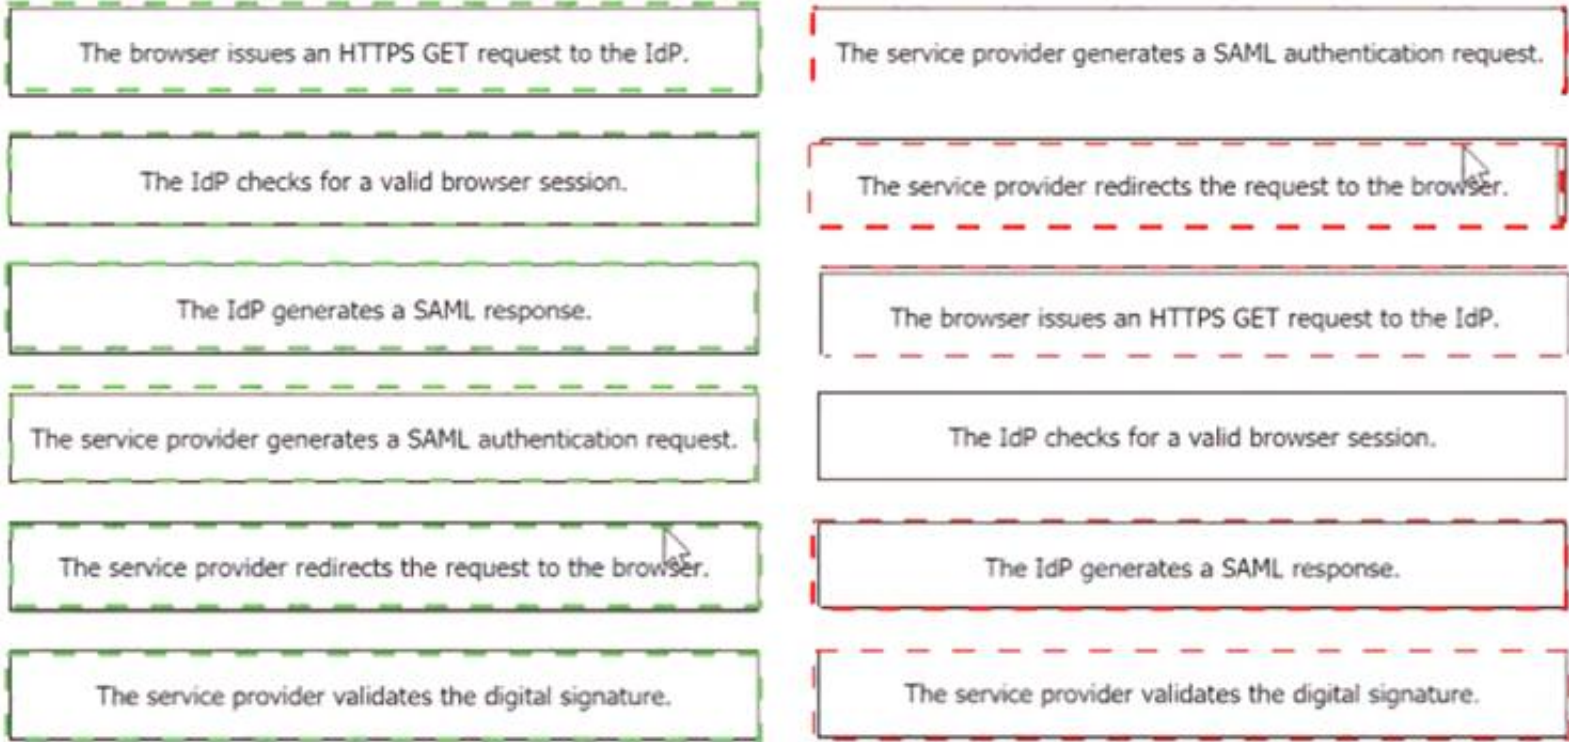 The browser issues an HTTPS GET request to the IdP.
The IdP checks for a valid browser session.
The IdP generates a SAML response.
The service provider generates a SAML authentication request.
The service provider redirects the request to the browser.
The service provider validates the digital signature.
The service provider generates a SAML authentication request.
The service provider redirects the request to the browser.
The browser issues an HTTPS GET request to the IdP.
The IdP checks for a valid browser session.
The IdP generates a SAML response.
The service provider validates the digital signature.